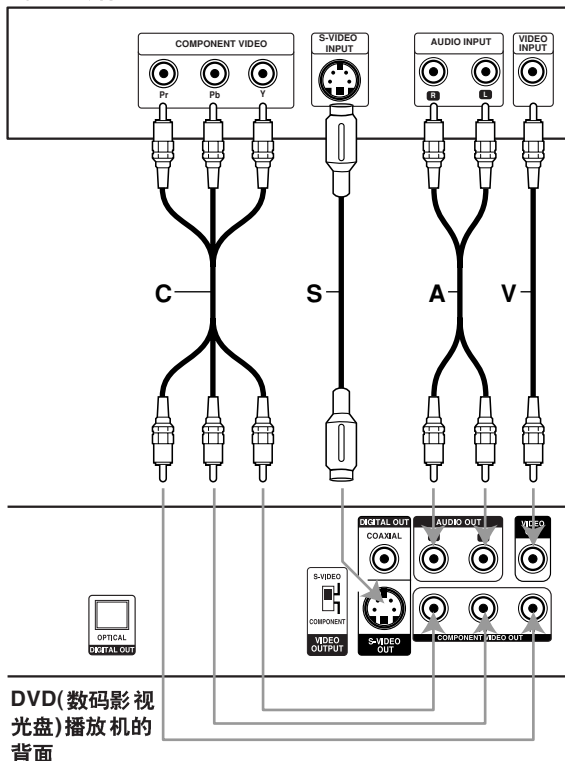 COMPONENT VIDEO
S-VIDEO
INPUT
AUDIO INPUT
VIDEO
INPUT
Pr Pb Y
R L
C S A V
DIGITAL OUT
COAXIAL
AUDIO OUT
VIDEO
S-VIDEO
COMPONENT
VIDEO
OUTPUT
S-VIDEO
OUT
COMPONENT VIDEO OUT
OPTICAL
DIGITAL OUT
DVD(数码影视
光盘)播放机的
背面